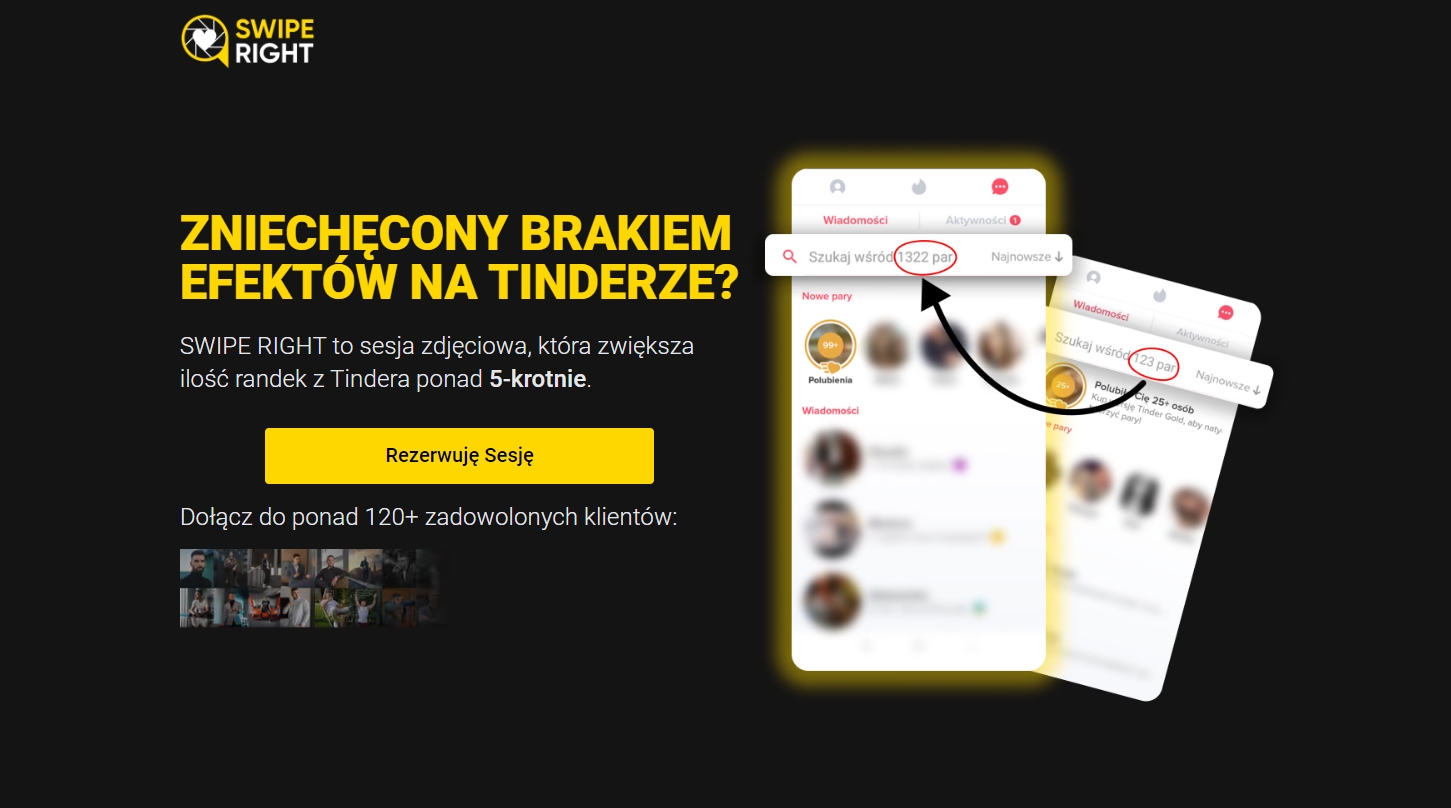 SWIPE
RIGHT
ZNIECHĘCONY BRAKIEM
EFEKTÓW NA TINDERZE?
SWIPE RIGHT to sesja zdjęciowa, która zwiększa
ilość randek z Tindera ponad 5-krotnie.
Rezerwuję Sesję
Dołącz do ponad 120+ zadowolonych klientów:
Wiadomości
Aktywności 1
Szukaj wśród 1322 par
Najnowsze
Nowe pary
99+
Polubienia
Wiadomości
Wiadomości
Aktywności
Szukaj wśród 123 par
Najnowsze
25+
Cię 25+ osób
Kup wersję Tinder Gold, aby naty-
pary!
pary